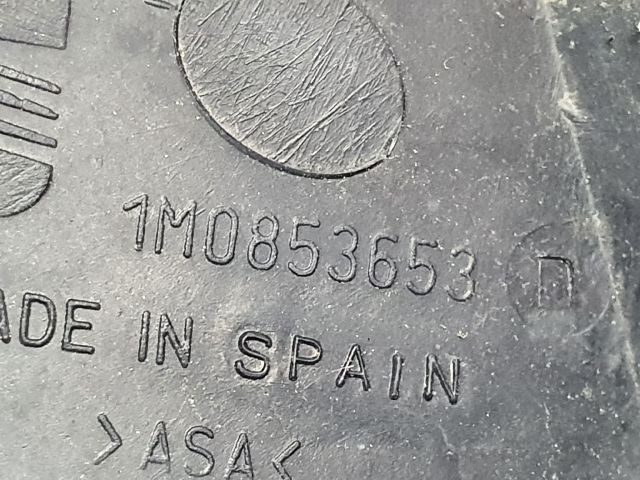 1M0853653 D
ADE IN SPAIN
>ASA<